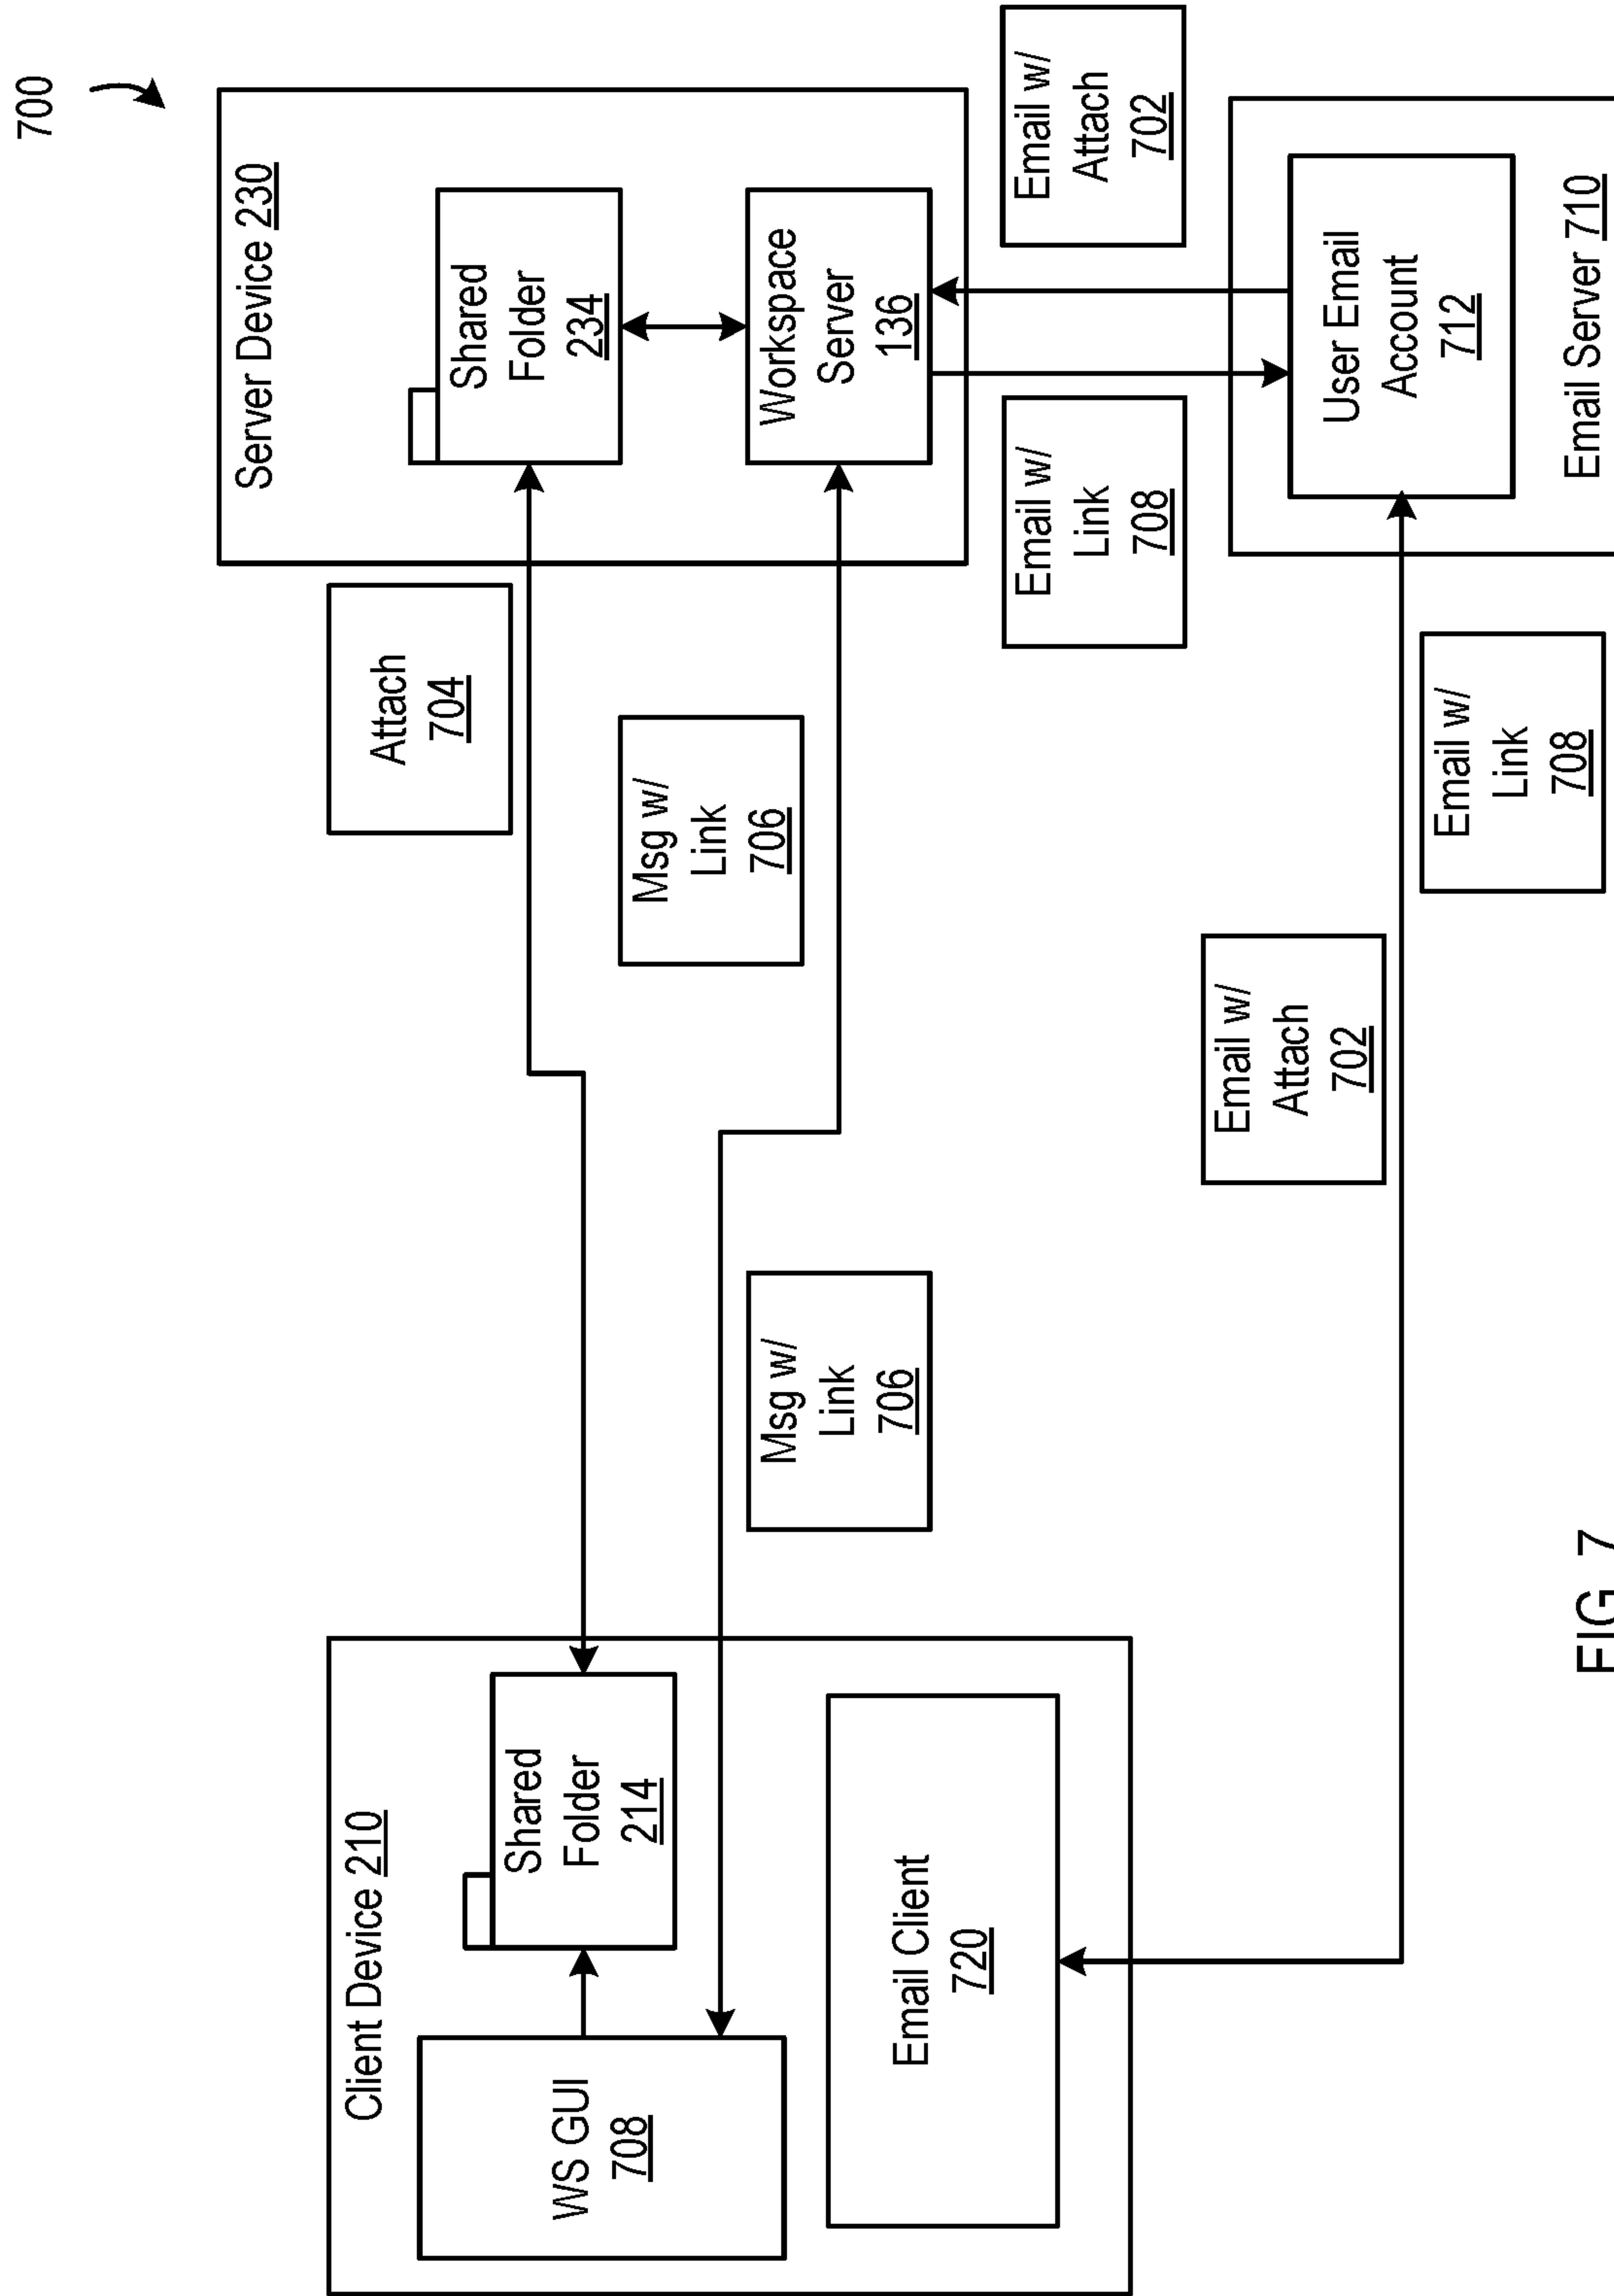 700
Client Device 210
WS GUI
708
Shared
Folder
214
Email Client
720
Attach
704
Msg w/
Link
706
Msg w/
Link
706
Server Device 230
Shared
Folder
234
Workspace
Server
136
Email w/
Link
708
Email w/
Attach
702
Email w/
Attach
702
Email w/
Link
708
User Email
Account
712
Email Server 710
FIG. 7